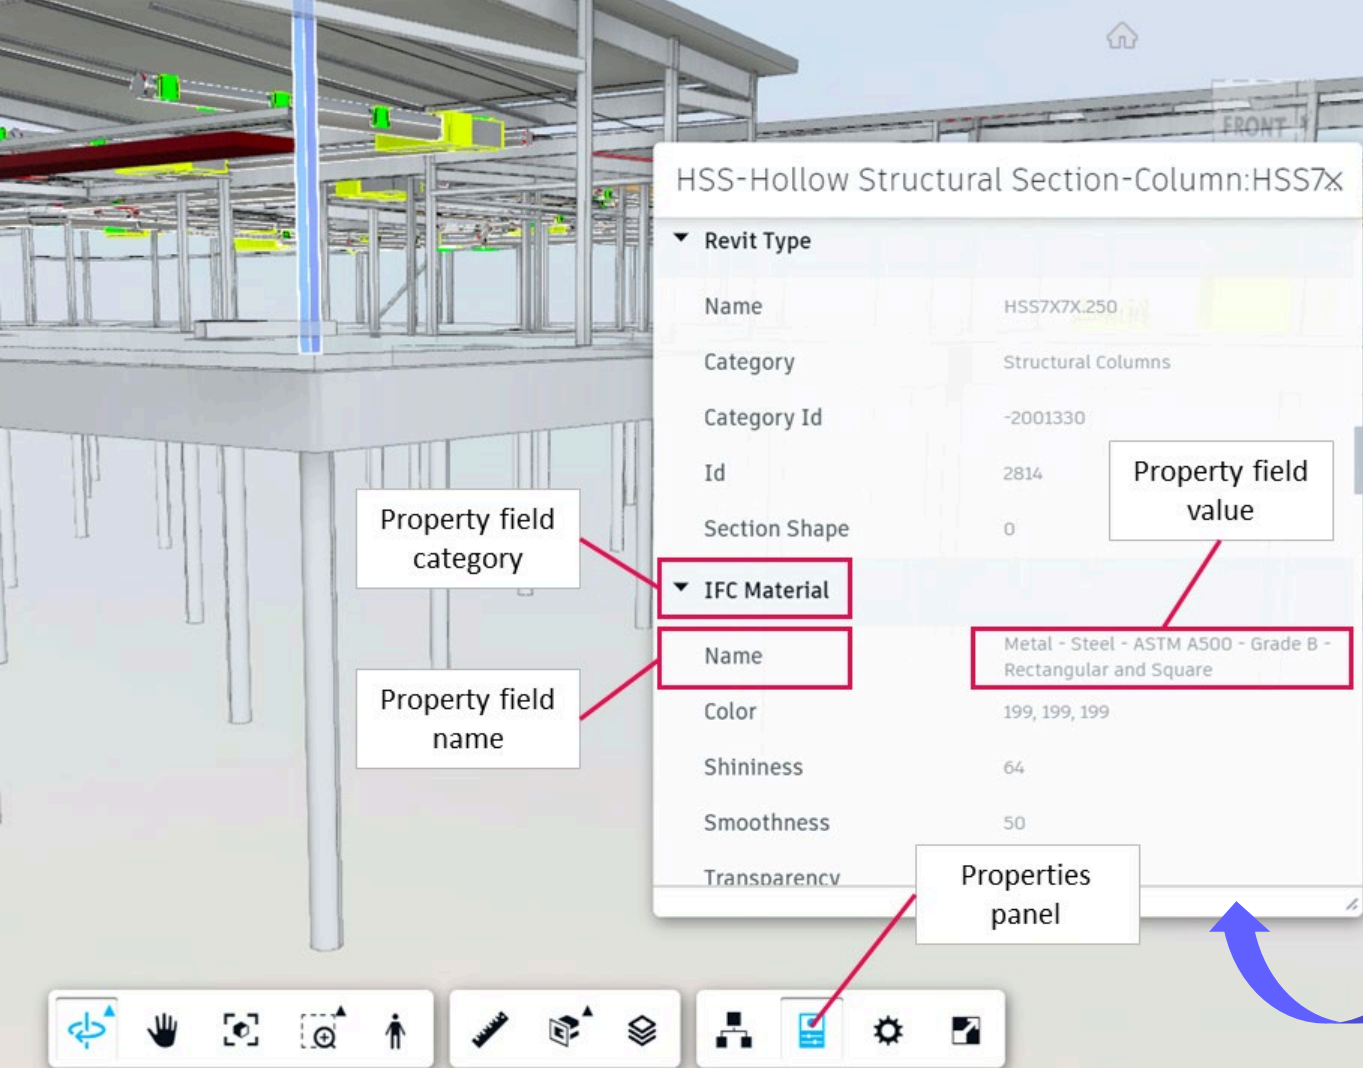 FRONT
HSS-Hollow Structural Section-Column:HSS7
Revit Type
Name HSS7X7X.250
Category Structural Columns
Category Id -2001330
Id 2814
Section Shape 0
Property field
value
Property field
category
IFC Material
Name Metal - Steel - ASTM A500 - Grade B -
Rectangular and Square
Property field
name
Color 199, 199, 199
Shininess 64
Smoothness 50
Transparency
Properties
panel